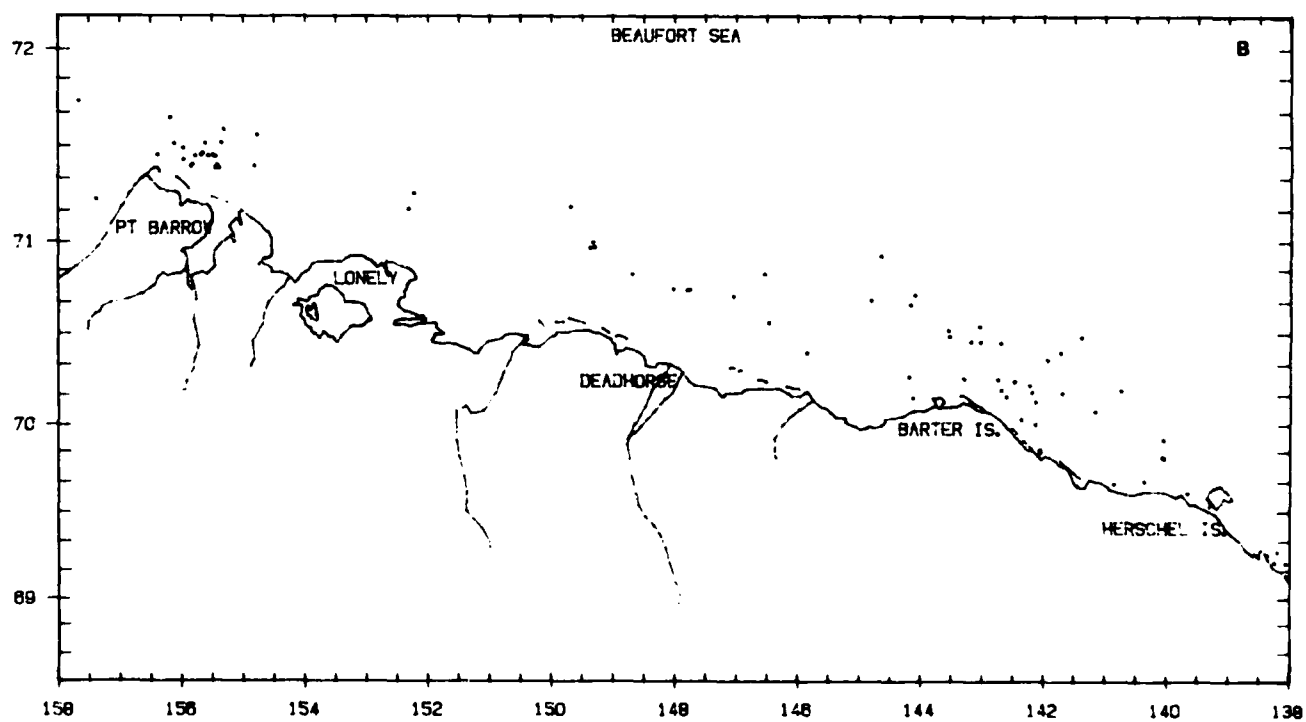 BEAUFORT SEA
B
72
71
70
69
PT BARROW
LONELY
DEADHORSE
BARTER IS.
HERSCHEL IS.
158 156 154 152 150 148 146 144 142 140 138